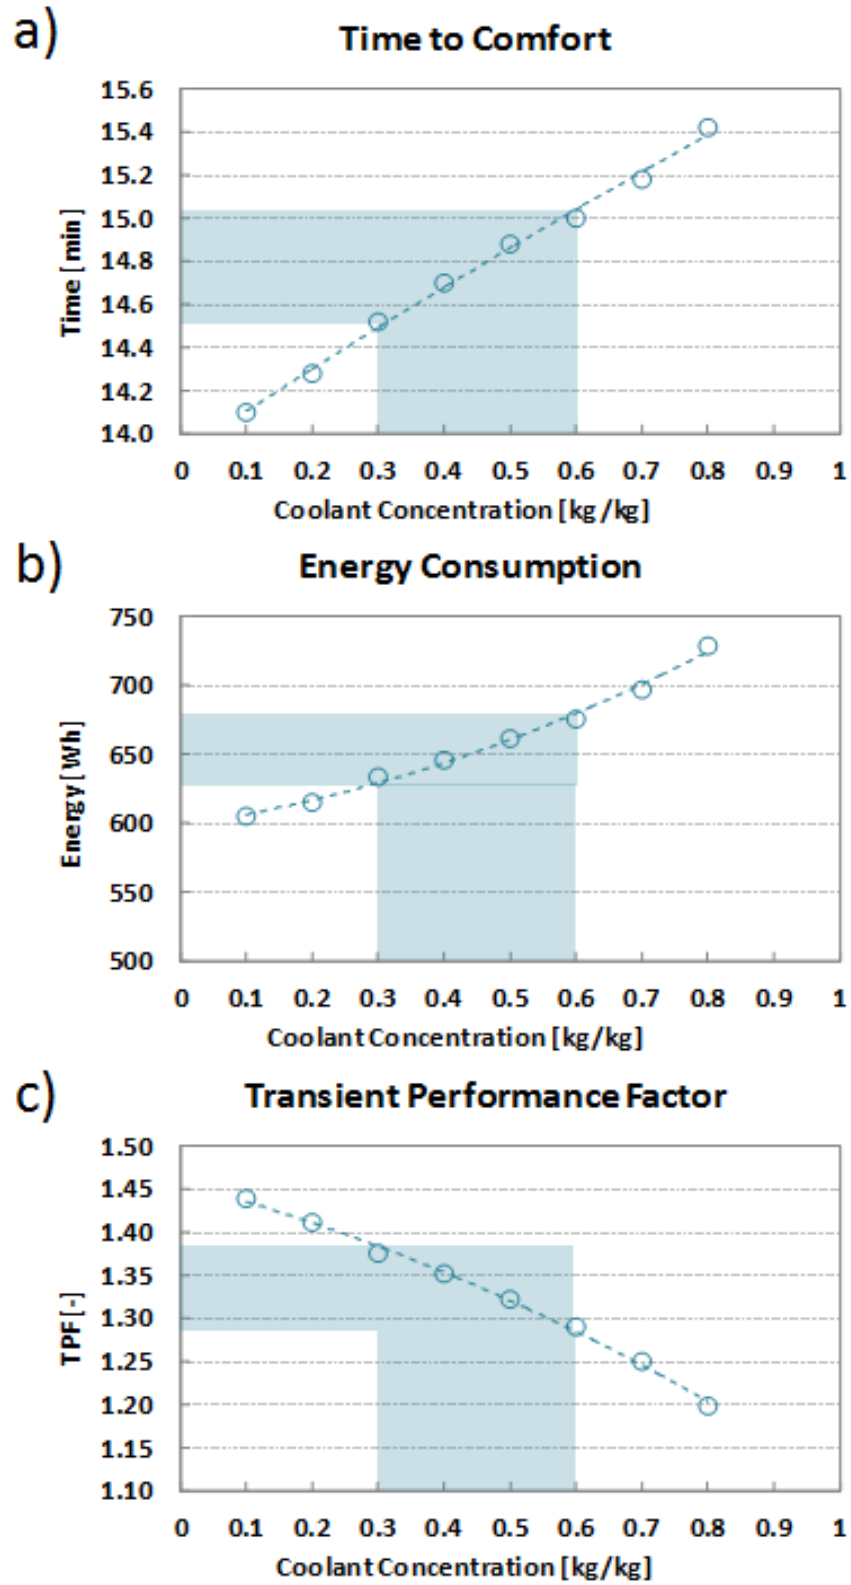 a)
Time to Comfort
15.6
15.4
15.2
15.0
14.8
14.6
14.4
14.2
14.0
Time [min]
0 0.1 0.2 0.3 0.4 0.5 0.6 0.7 0.8 0.9 1
Coolant Concentration [kg/kg]
b)
Energy Consumption
750
700
650
600
550
500
Energy [Wh]
0 0.1 0.2 0.3 0.4 0.5 0.6 0.7 0.8 0.9 1
Coolant Concentration [kg/kg]
c)
Transient Performance Factor
1.50
1.45
1.40
1.35
1.30
1.25
1.20
1.15
1.10
TPF [-]
0 0.1 0.2 0.3 0.4 0.5 0.6 0.7 0.8 0.9 1
Coolant Concentration [kg/kg]